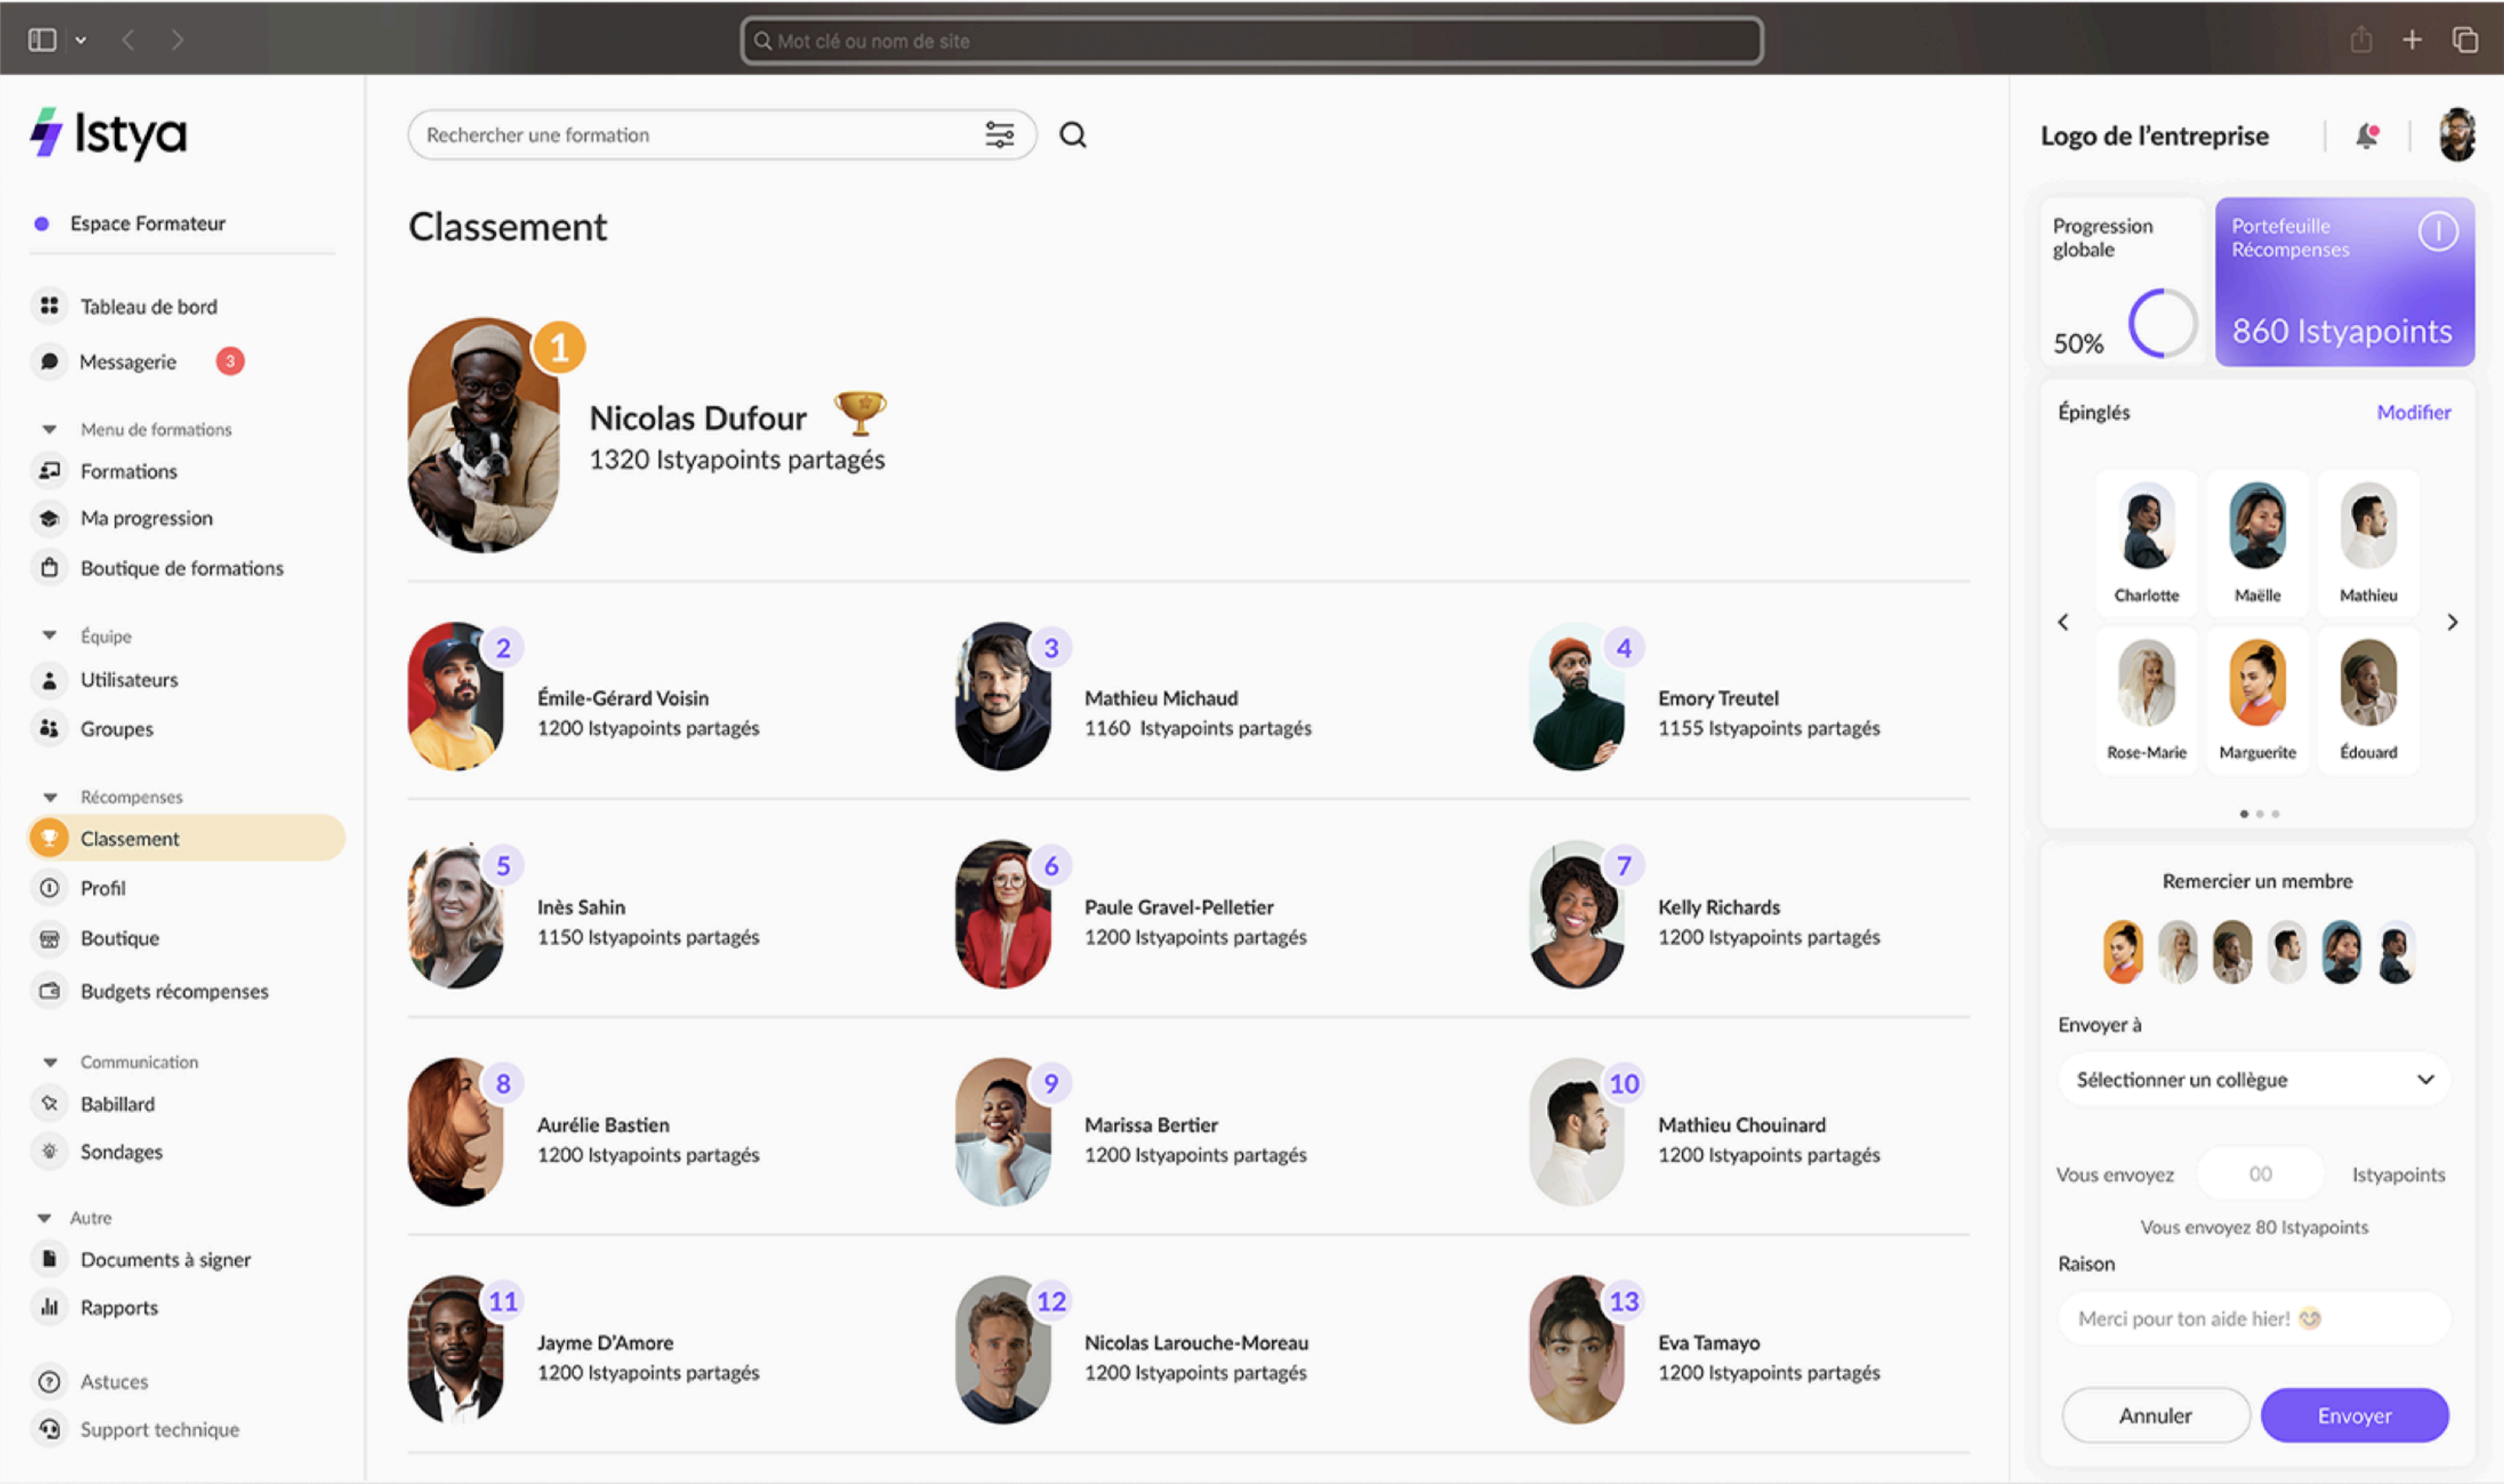 Mot clé ou nom de site
Istya
Espace Formateur
Tableau de bord
Messagerie 3
Menu de formations
Formations
Ma progression
Boutique de formations
Équipe
Utilisateurs
Groupes
Récompenses
Classement
Profil
Boutique
Budgets récompenses
Communication
Babillard
Sondages
Autre
Documents à signer
Rapports
Astuces
Support technique
Rechercher une formation
Classement
1
Nicolas Dufour
1320 Istyapoints partagés
2
Émile-Gérard Voisin
1200 Istyapoints partagés
3
Mathieu Michaud
1160 Istyapoints partagés
4
Emory Treutel
1155 Istyapoints partagés
5
Inès Sahin
1150 Istyapoints partagés
6
Paule Gravel-Pelletier
1200 Istyapoints partagés
7
Kelly Richards
1200 Istyapoints partagés
8
Aurélie Bastien
1200 Istyapoints partagés
9
Marissa Bertier
1200 Istyapoints partagés
10
Mathieu Chouinard
1200 Istyapoints partagés
11
Jayme D'Amore
1200 Istyapoints partagés
12
Nicolas Larouche-Moreau
1200 Istyapoints partagés
13
Eva Tamayo
1200 Istyapoints partagés
Logo de l'entreprise
Progression
globale
50%
Portefeuille
Récompenses
860 Istyapoints
Épinglés Modifier
Charlotte Maëlle Mathieu
Rose-Marie Marguerite Édouard
Remercier un membre
Envoyer à
Sélectionner un collègue
Vous envoyez 00 Istyapoints
Vous envoyez 80 Istyapoints
Raison
Merci pour ton aide hier! 😊
Annuler Envoyer